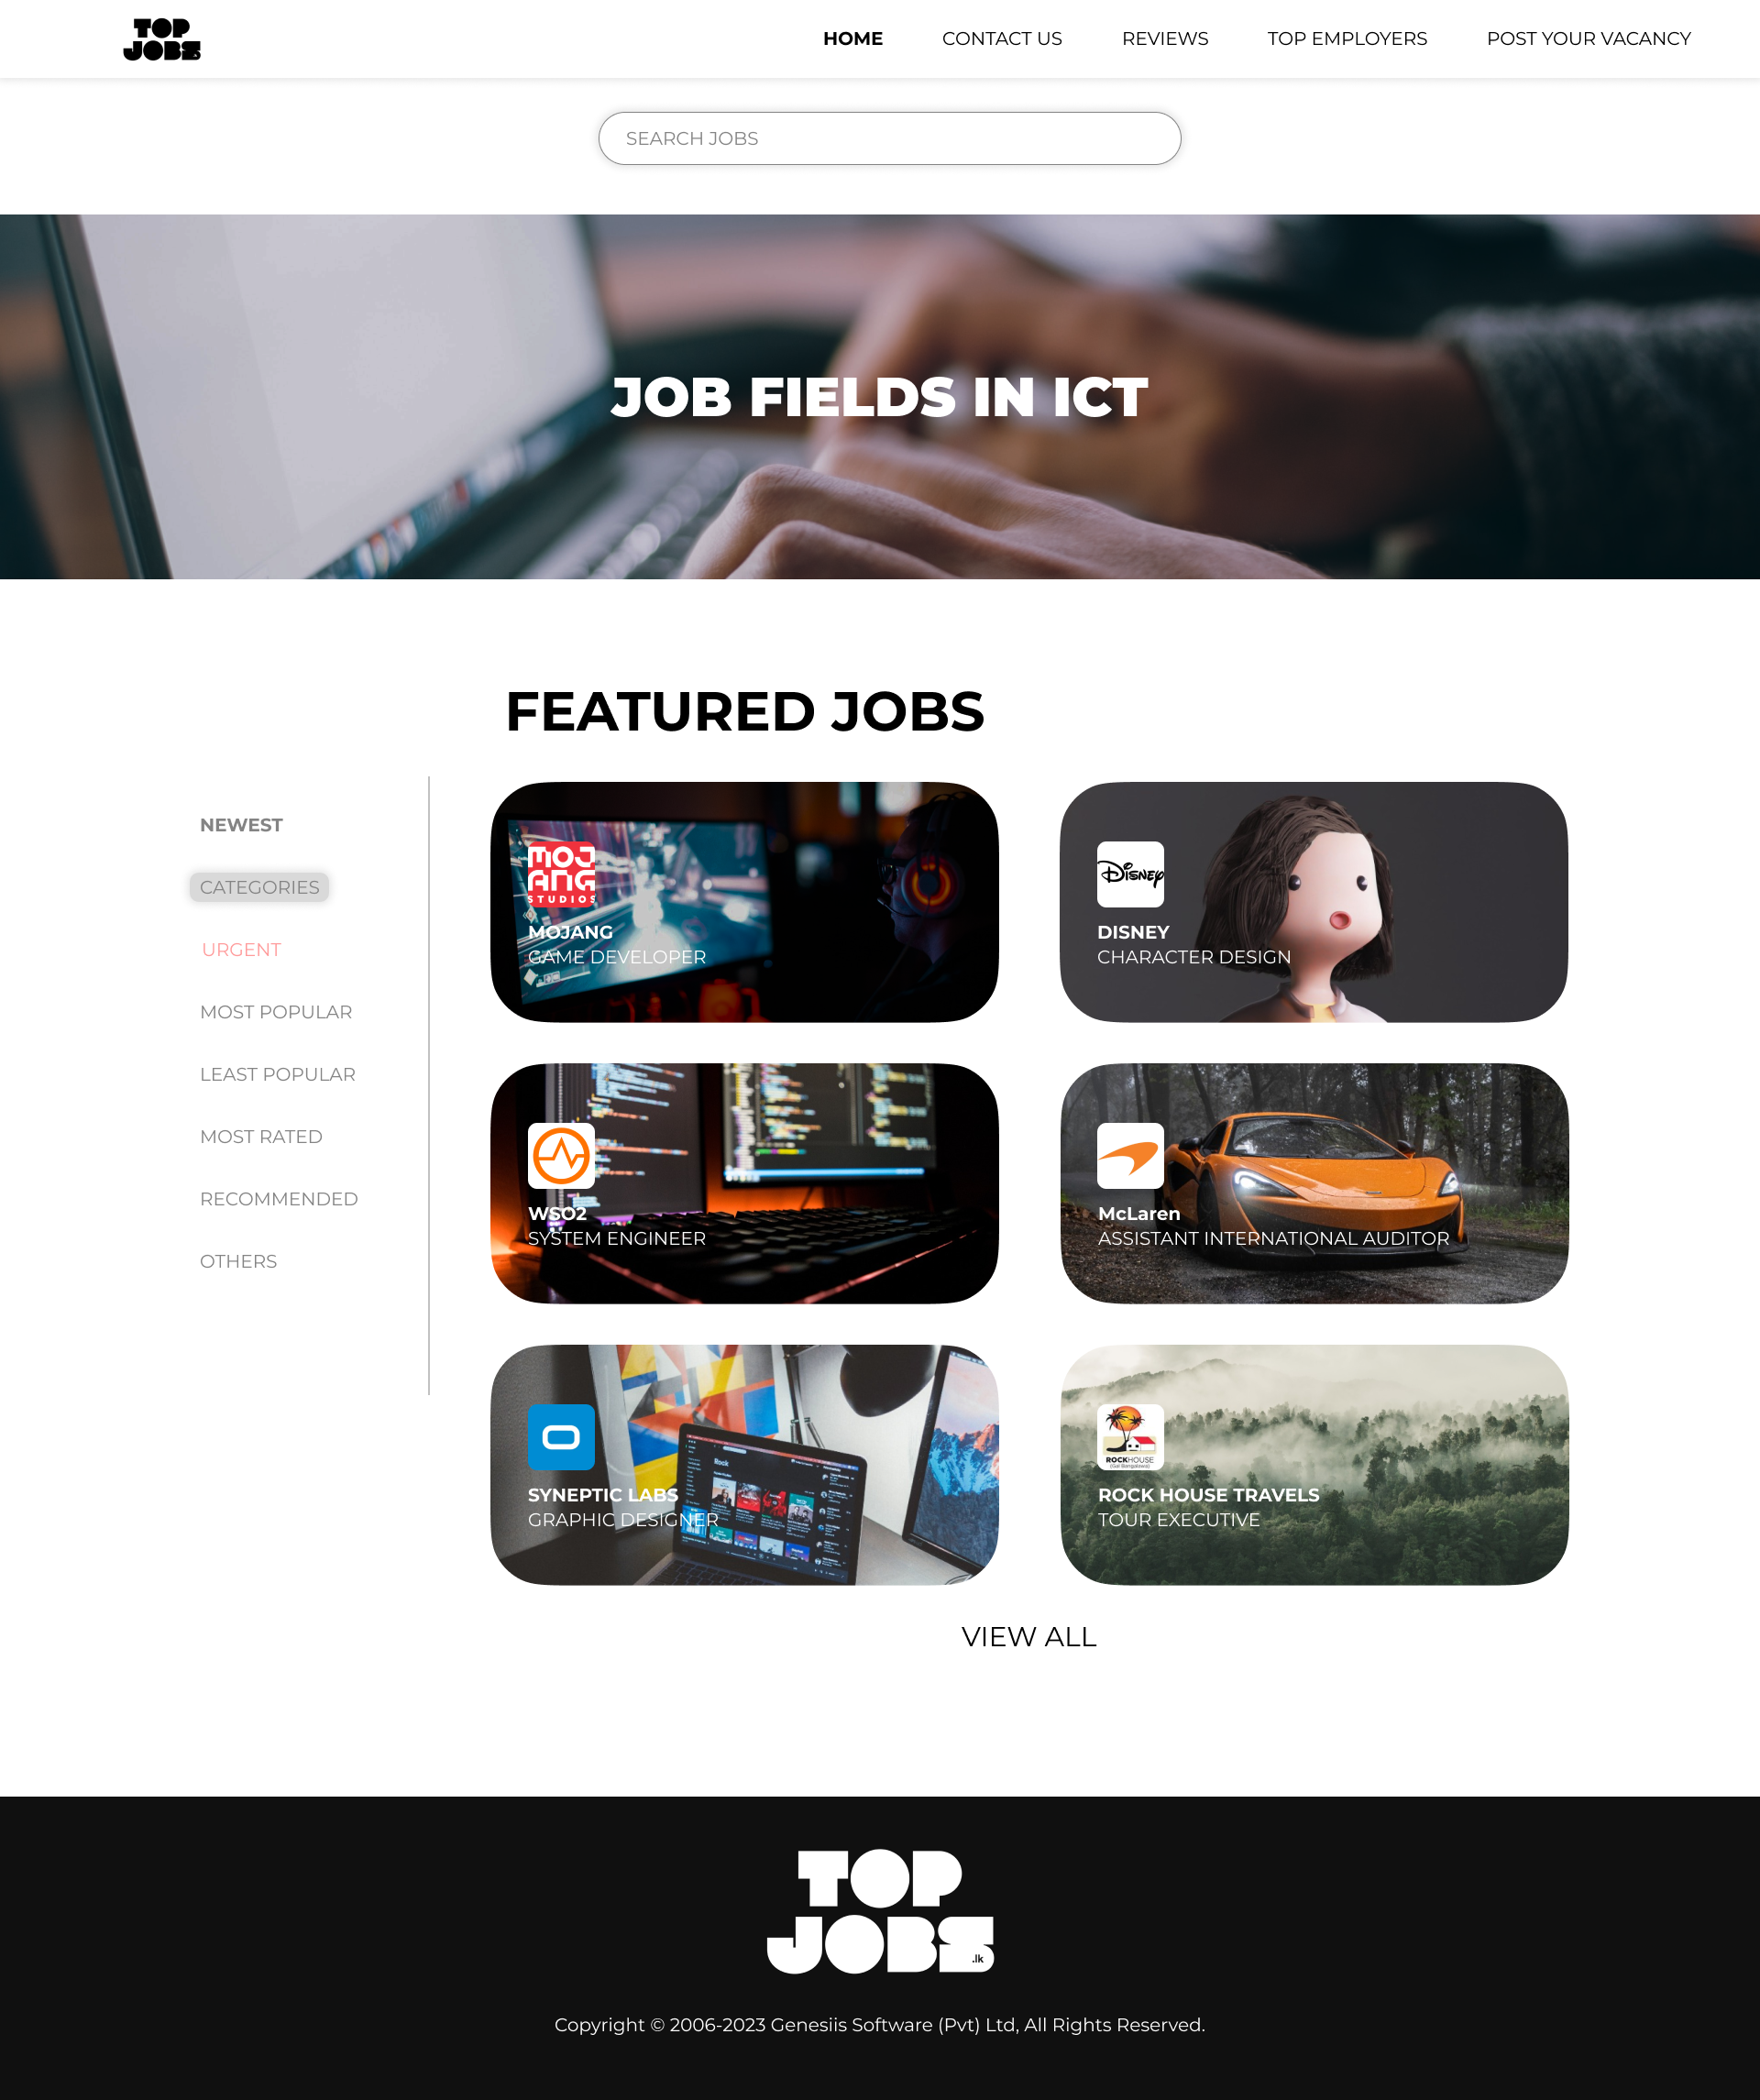 TOP
JOBS
HOME
CONTACT US
REVIEWS
TOP EMPLOYERS
POST YOUR VACANCY
SEARCH JOBS
JOB FIELDS IN ICT
FEATURED JOBS
NEWEST
CATEGORIES
URGENT
MOST POPULAR
LEAST POPULAR
MOST RATED
RECOMMENDED
OTHERS
MOJ
ANG
STUDIOS
MOJANG
GAME DEVELOPER
Disney
DISNEY
CHARACTER DESIGN
WSO2
SYSTEM ENGINEER
McLaren
ASSISTANT INTERNATIONAL AUDITOR
SYNEPTIC LABS
GRAPHIC DESIGNER
ROCKHOUSE
ROCK HOUSE TRAVELS
TOUR EXECUTIVE
VIEW ALL
TOP
JOBS
.lk
Copyright © 2006-2023 Genesiis Software (Pvt) Ltd, All Rights Reserved.